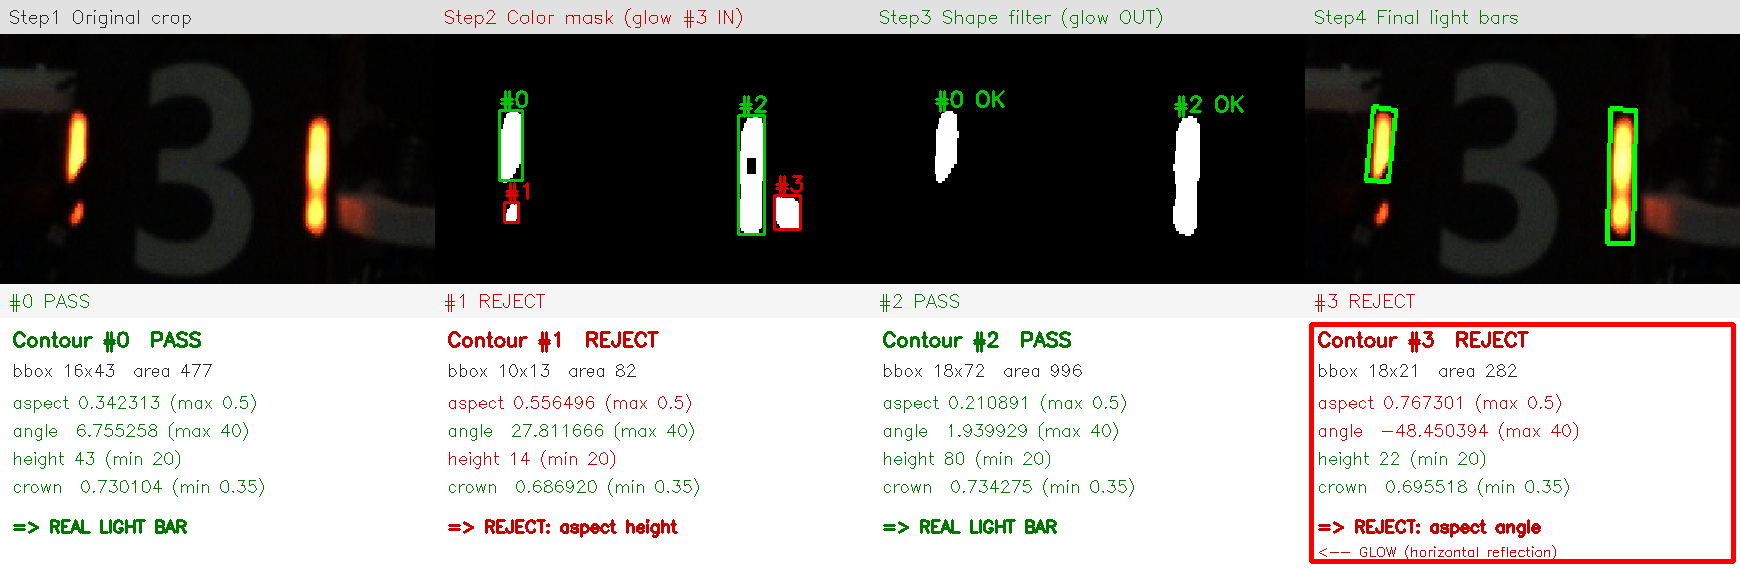 Step1 Original crop
Step2 Color mask (glow #3 IN)
Step3 Shape filter (glow OUT)
Step4 Final light bars
3
#0
#1
#2
#3
#0 OK
#2 OK
3
#0 PASS
#1 REJECT
#2 PASS
#3 REJECT
Contour #0 PASS
bbox 16x43 area 477
aspect 0.342313 (max 0.5)
angle 6.755258 (max 40)
height 43 (min 20)
crown 0.730104 (min 0.35)
=> REAL LIGHT BAR
Contour #1 REJECT
bbox 10x13 area 82
aspect 0.556496 (max 0.5)
angle 27.811666 (max 40)
height 14 (min 20)
crown 0.686920 (min 0.35)
=> REJECT: aspect height
Contour #2 PASS
bbox 18x72 area 996
aspect 0.210891 (max 0.5)
angle 1.939929 (max 40)
height 80 (min 20)
crown 0.734275 (min 0.35)
=> REAL LIGHT BAR
Contour #3 REJECT
bbox 18x21 area 282
aspect 0.767301 (max 0.5)
angle -48.450394 (max 40)
height 22 (min 20)
crown 0.695518 (min 0.35)
=> REJECT: aspect angle
<-- GLOW (horizontal reflection)